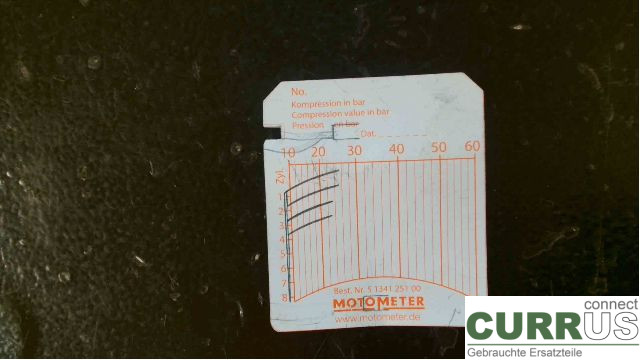 No.
Kompression in bar
Compression value in bar
Pression en bar
Dat.
10 20 30 40 50 60
Zyl.
1
2
3
4
5
6
7
8
Best. Nr. 5 1341 251 00
MOTOMETER
www.motometer.de
connect
CURRUS
Gebrauchte Ersatzteile